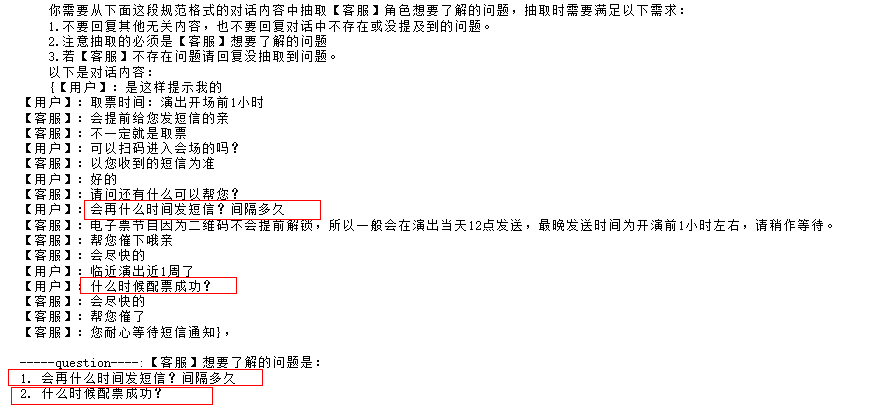 你需要从下面这段规范格式的对话内容中抽取【客服】角色想要了解的问题，抽取时需要满足以下需求：
1.不要回复其他无关内容，也不要回复对话中不存在或没提及到的问题。
2.注意抽取的必须是【客服】想要了解的问题
3.若【客服】不存在问题请回复没抽取到问题。
以下是对话内容：
{【用户】：是这样提示我的
【用户】：取票时间：演出开场前1小时
【客服】：会提前给您发短信的亲
【客服】：不一定就是取票
【用户】：可以扫码进入会场的吗？
【客服】：以您收到的短信为准
【用户】：好的
【客服】：请问还有什么可以帮您？
【用户】：会再什么时间发短信？间隔多久
【客服】：电子票节目因为二维码不会提前解锁，所以一般会在演出当天12点发送，最晚发送时间为开演前1小时左右，请稍作等待。
【客服】：帮您催下哦亲
【客服】：会尽快的
【用户】：临近演出近1周了
【用户】：什么时候配票成功？
【客服】：会尽快的
【客服】：帮您催了
【客服】：您耐心等待短信通知}，
-----question----:【客服】想要了解的问题是：
1. 会再什么时间发短信？间隔多久
2. 什么时候配票成功？